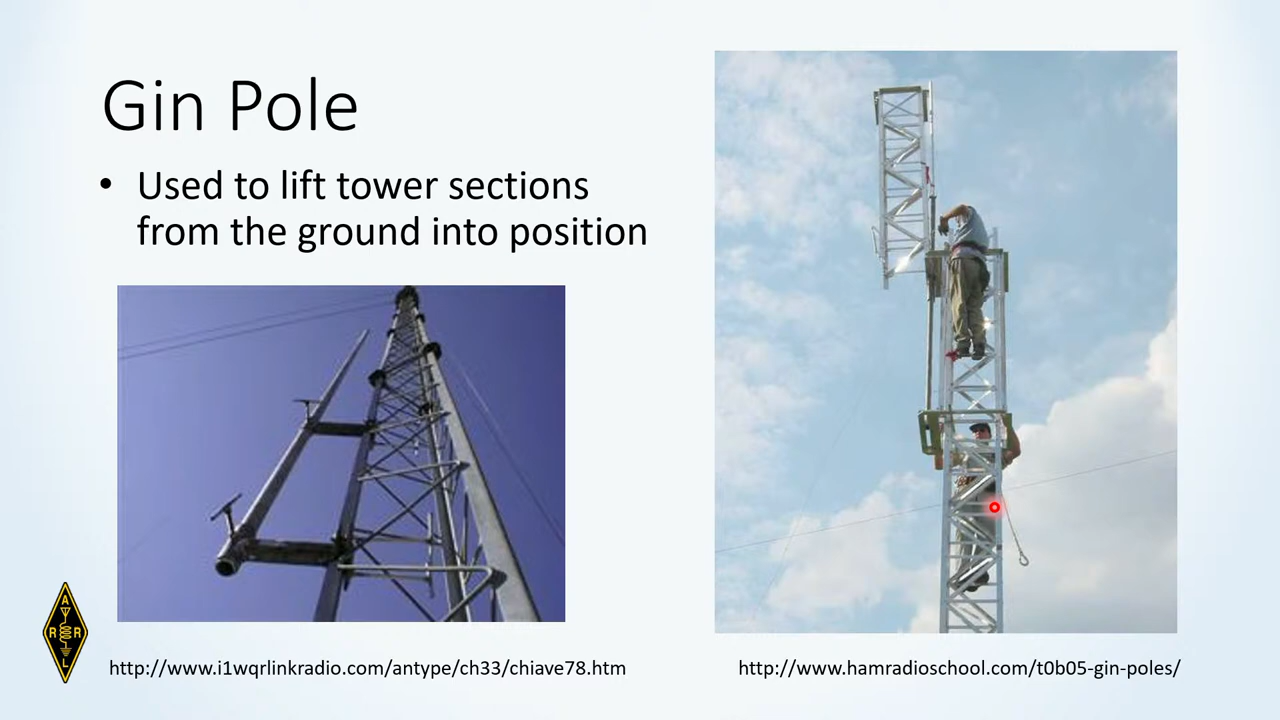 Gin Pole
• Used to lift tower sections
from the ground into position
A
R R
L
http://www.i1wqrlinkradio.com/antype/ch33/chiave78.htm
http://www.hamradioschool.com/t0b05-gin-poles/